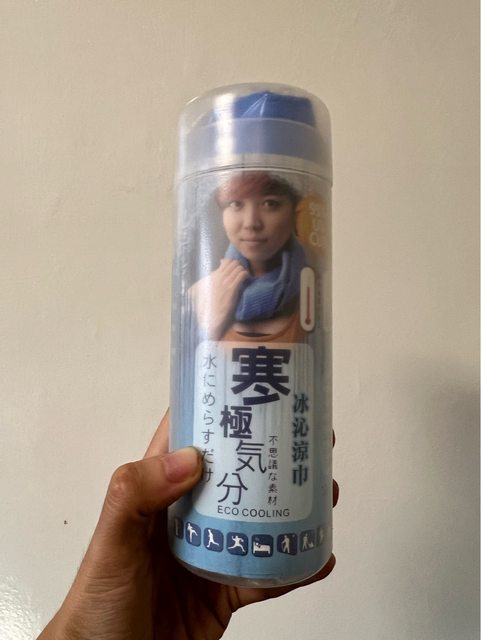 寒
極
気
分
水にめらすだけ
不思議な素材
冰沁涼巾
ECO COOLING